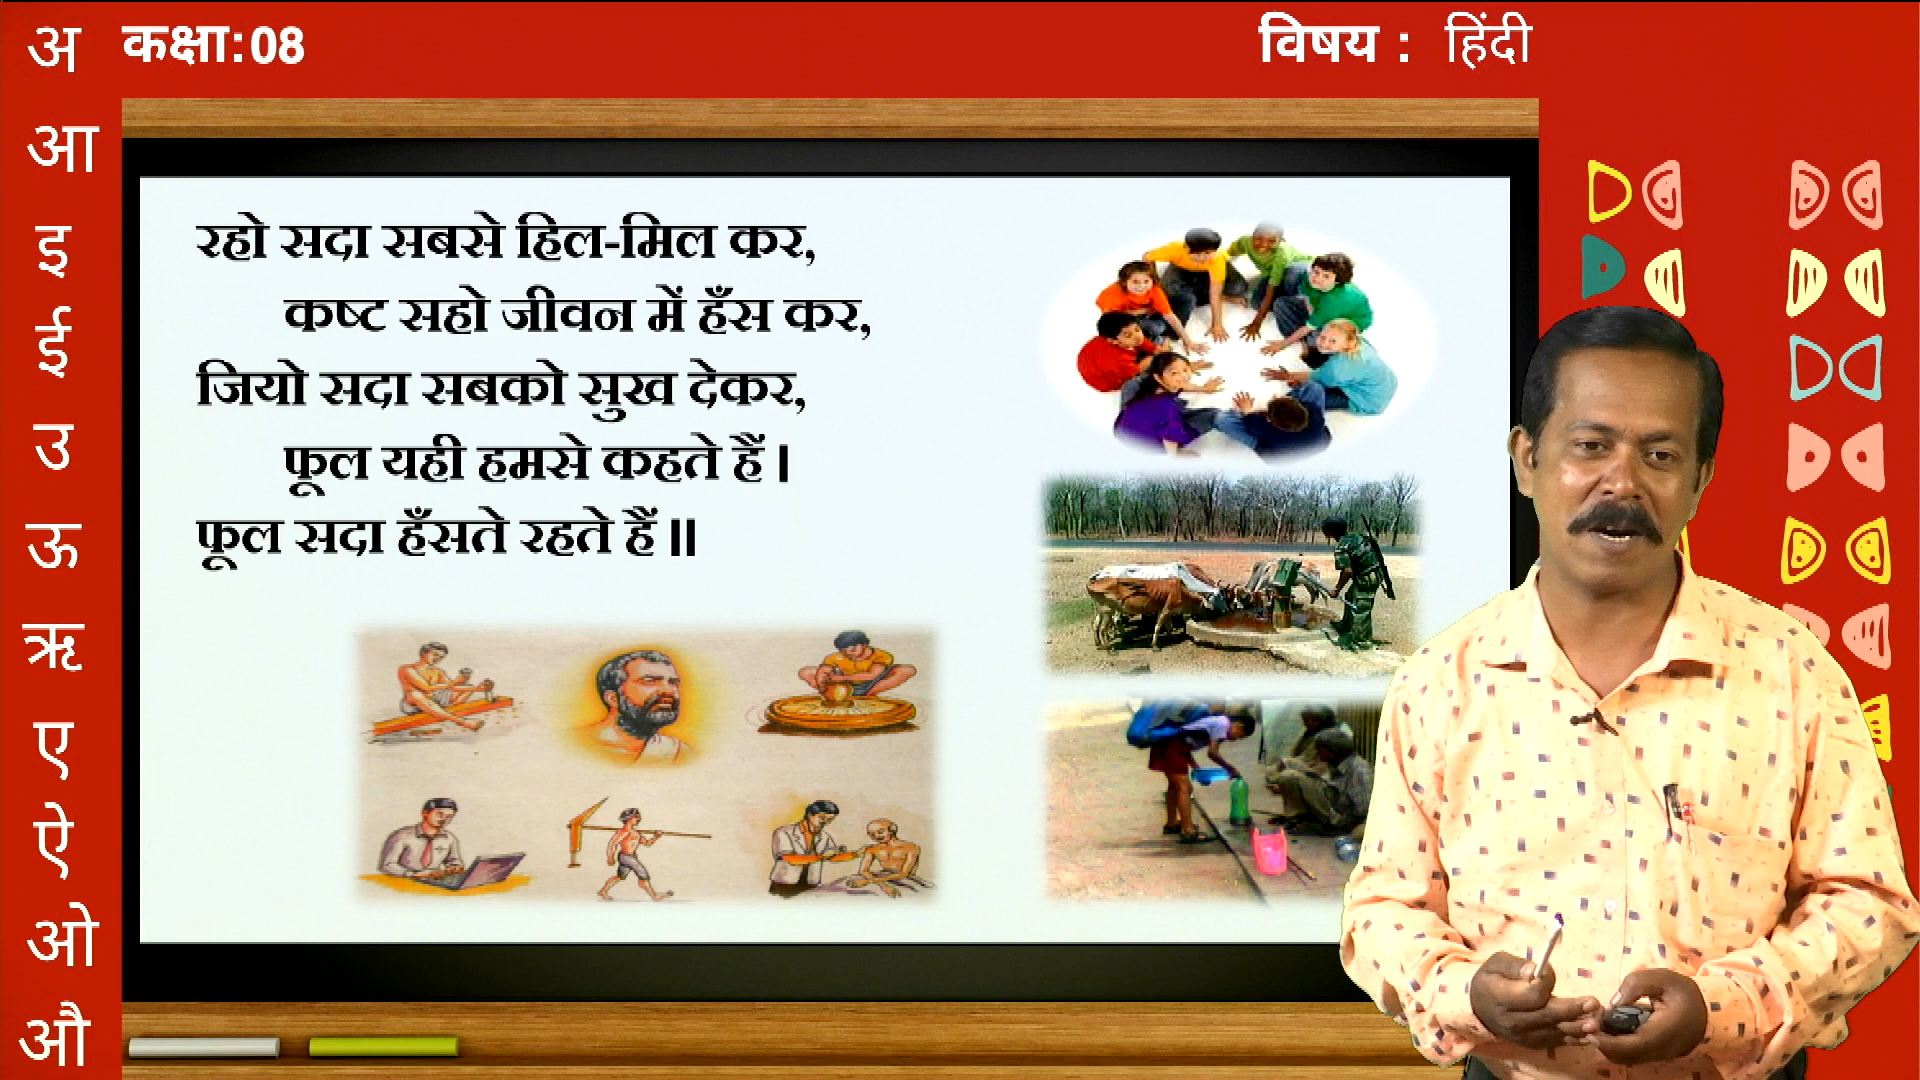 कक्षा:08
विषय : हिंदी
अ
आ
इ
ई
उ
ऊ
ऋ
ए
ऐ
ओ
औ
रहो सदा सबसे हिल-मिल कर,
कष्ट सहो जीवन में हँस कर,
जियो सदा सबको सुख देकर,
फूल यही हमसे कहते हैं।
फूल सदा हँसते रहते हैं॥